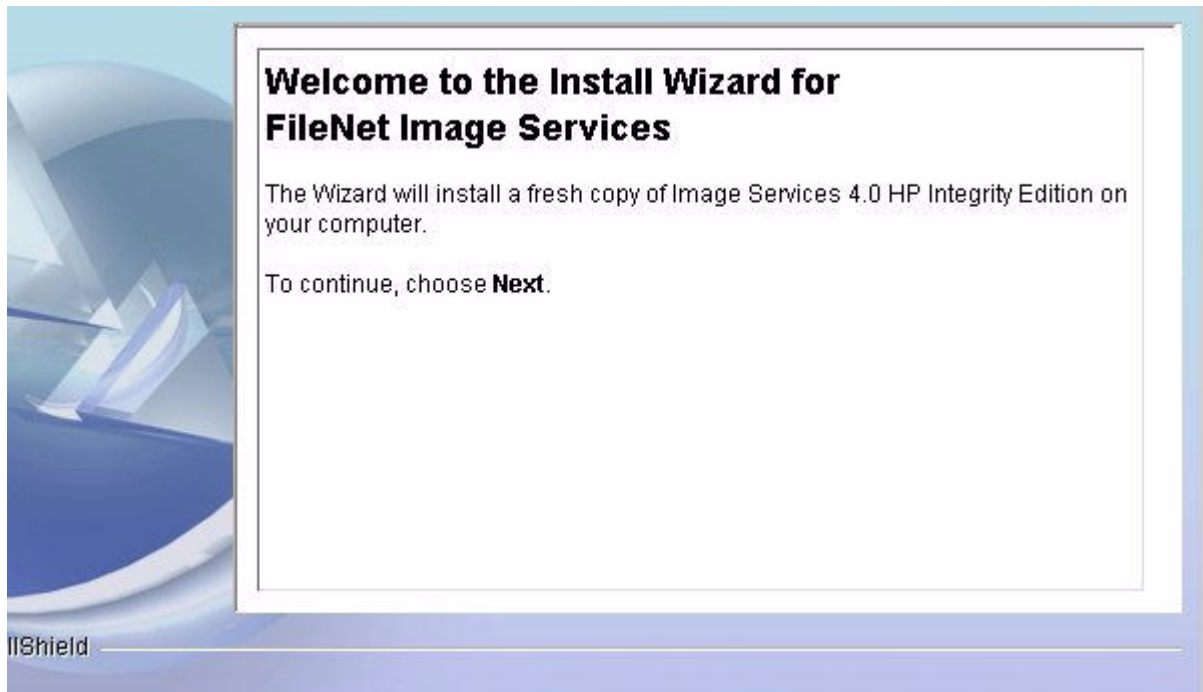 Welcome to the Install Wizard for
FileNet Image Services
The Wizard will install a fresh copy of Image Services 4.0 HP Integrity Edition on
your computer.
To continue, choose Next.
llShield